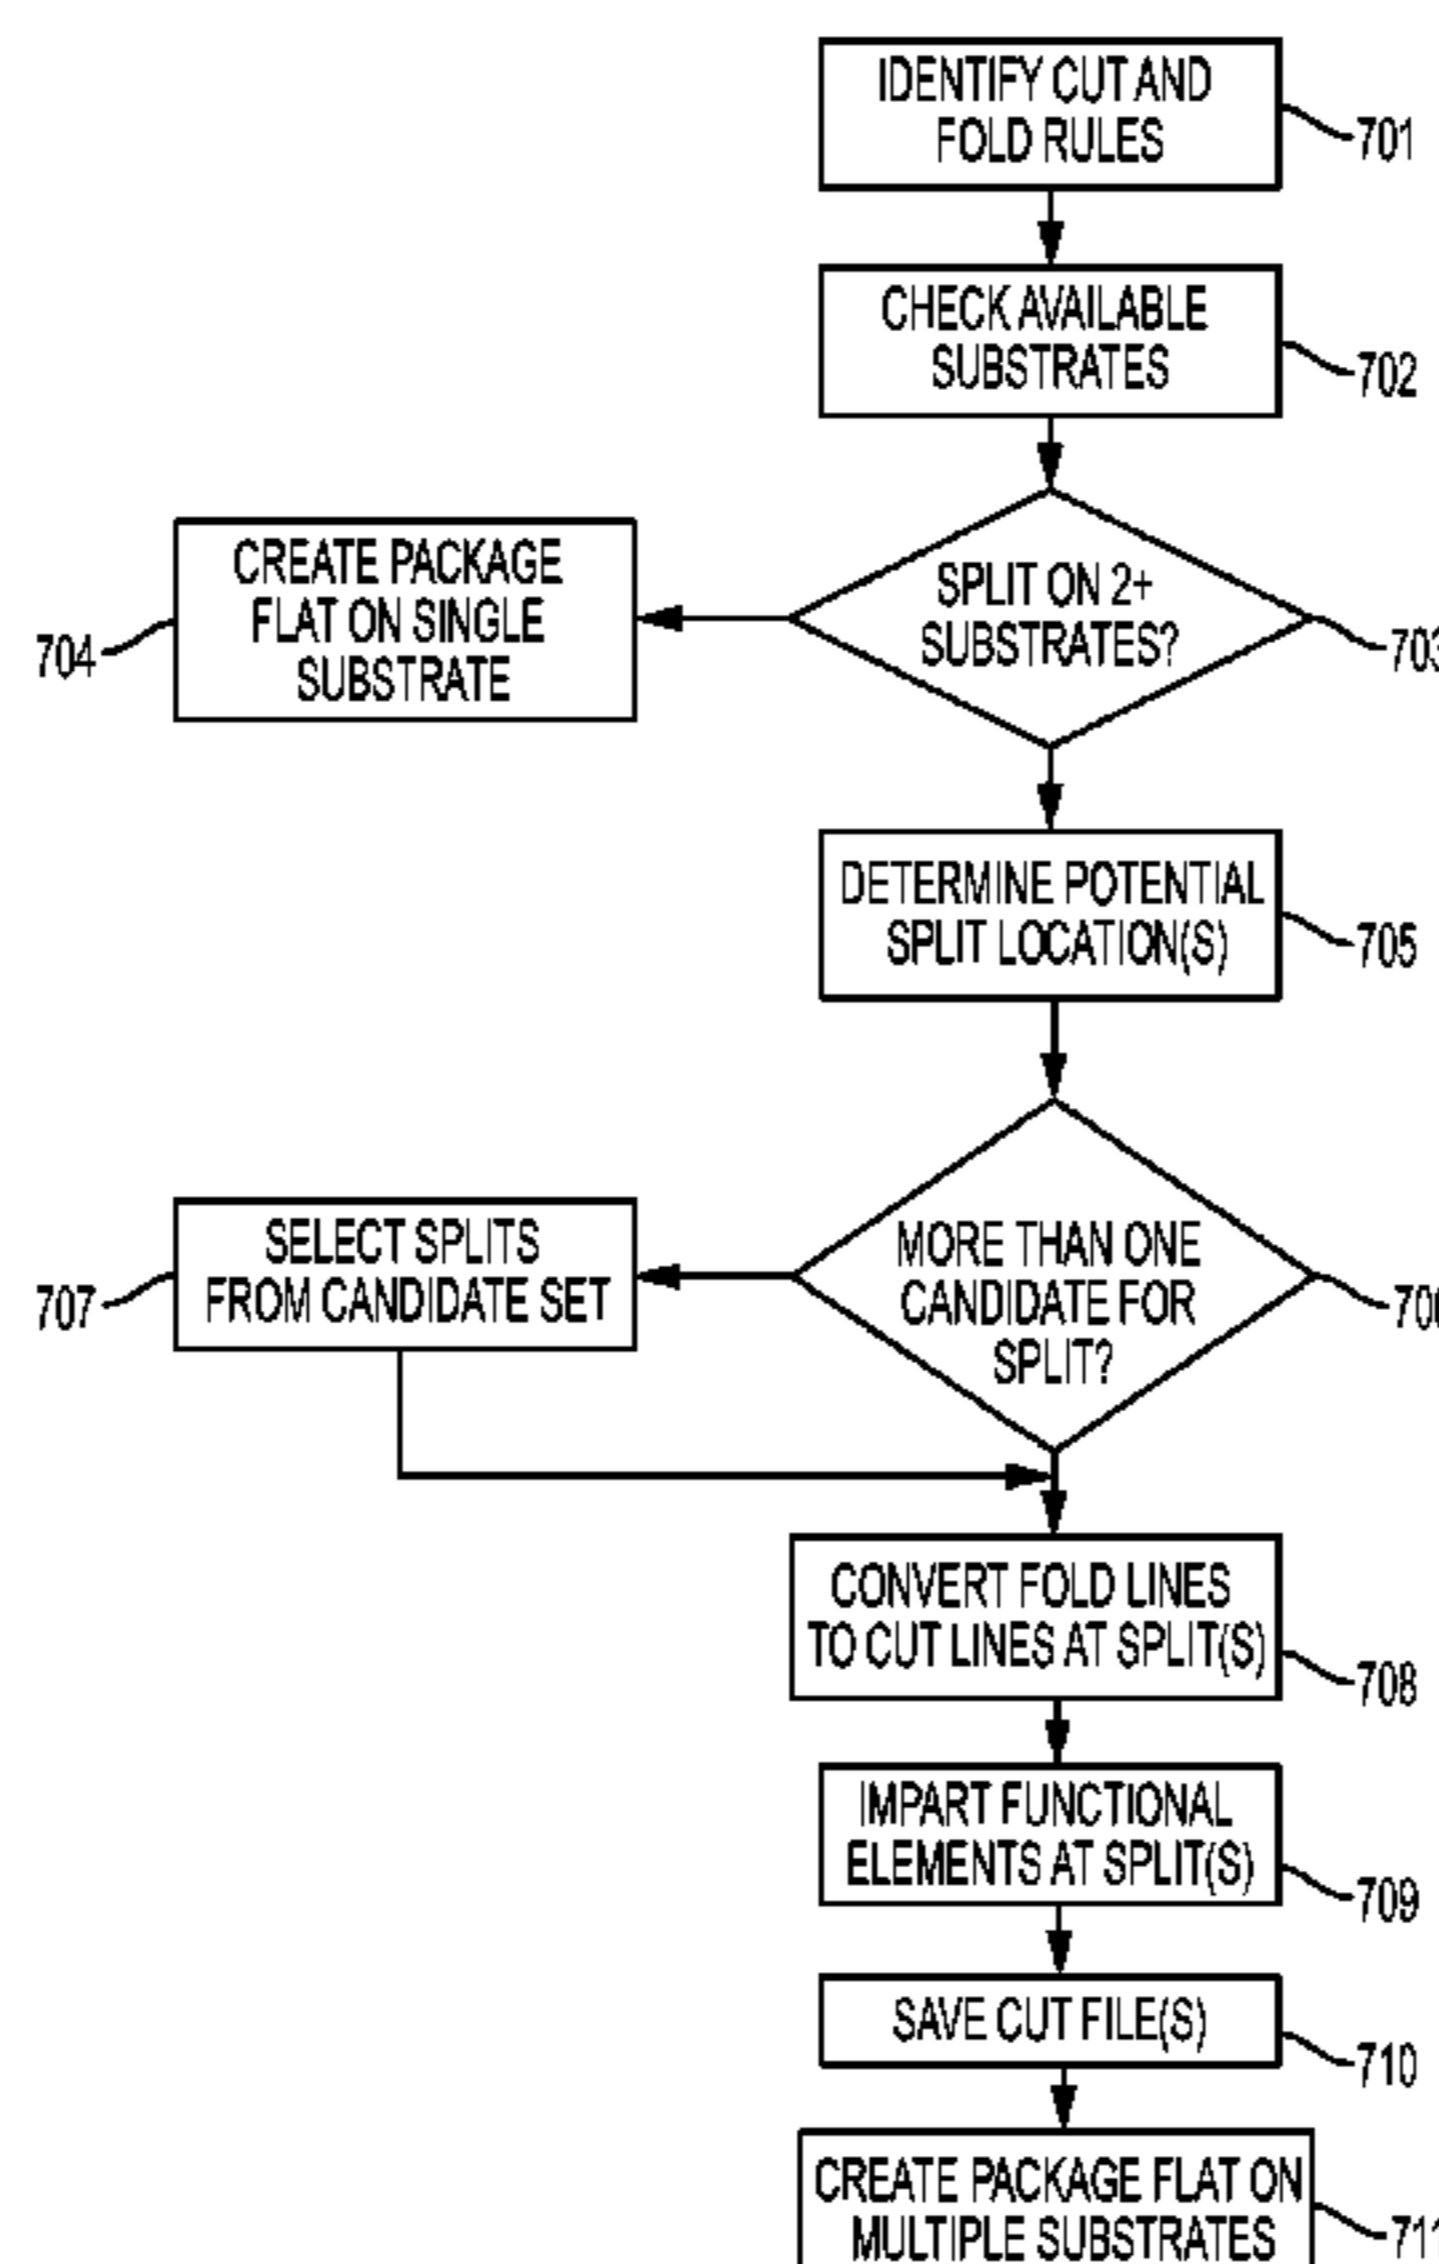 IDENTIFY CUT AND
FOLD RULES
701
CHECK AVAILABLE
SUBSTRATES
702
SPLIT ON 2+
SUBSTRATES?
703
CREATE PACKAGE
FLAT ON SINGLE
SUBSTRATE
704
DETERMINE POTENTIAL
SPLIT LOCATION(S)
705
MORE THAN ONE
CANDIDATE FOR
SPLIT?
706
SELECT SPLITS
FROM CANDIDATE SET
707
CONVERT FOLD LINES
TO CUT LINES AT SPLIT(S)
708
IMPART FUNCTIONAL
ELEMENTS AT SPLIT(S)
709
SAVE CUT FILE(S)
710
CREATE PACKAGE FLAT ON
MULTIPLE SUBSTRATES
711